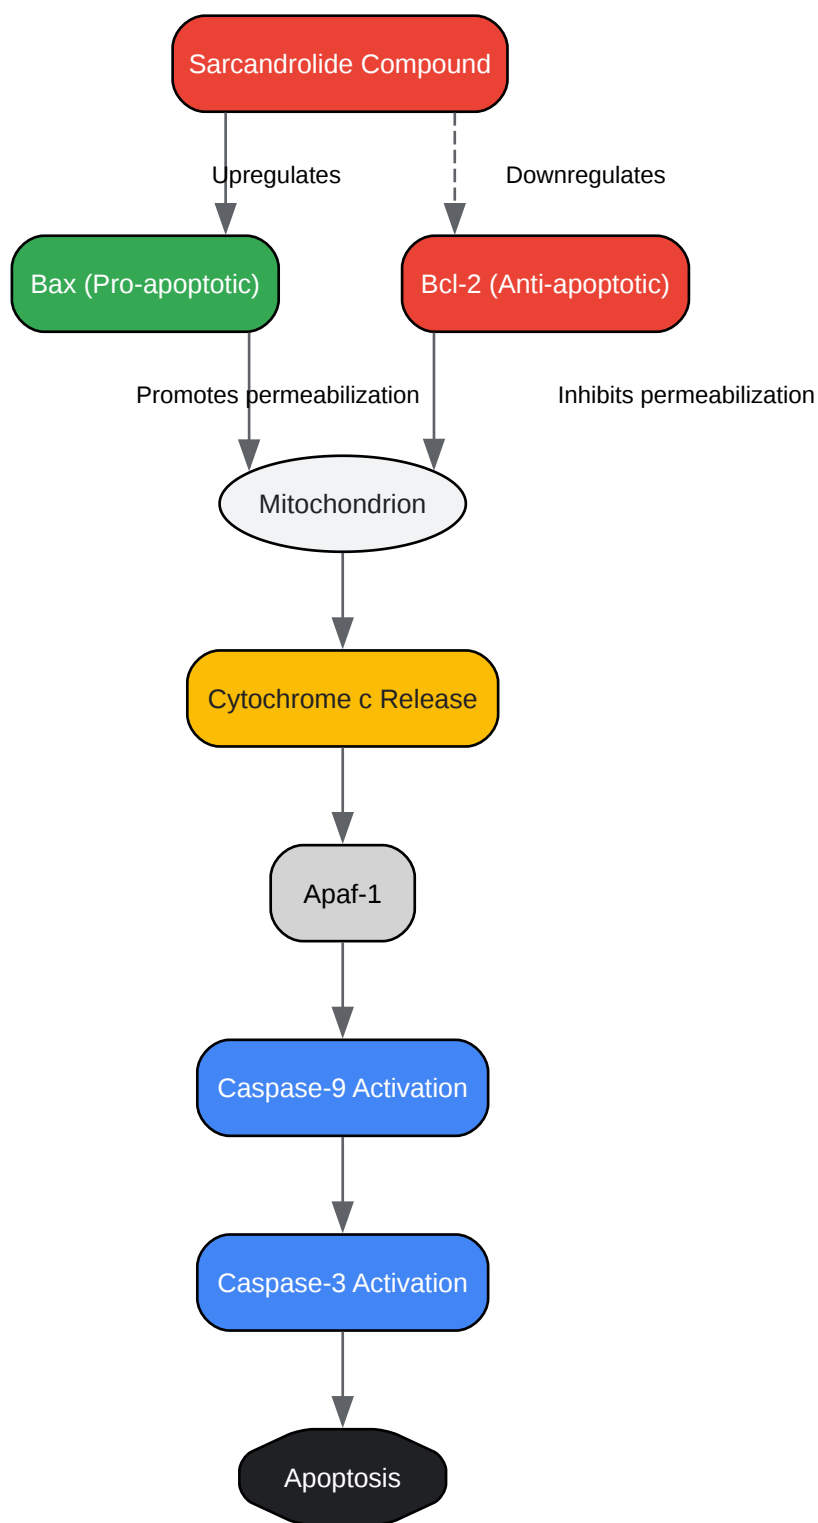 Sarcandrolide Compound
Upregulates
Downregulates
Bax (Pro-apoptotic)
Bcl-2 (Anti-apoptotic)
Promotes permeabilization
Inhibits permeabilization
Mitochondrion
Cytochrome c Release
Apaf-1
Caspase-9 Activation
Caspase-3 Activation
Apoptosis